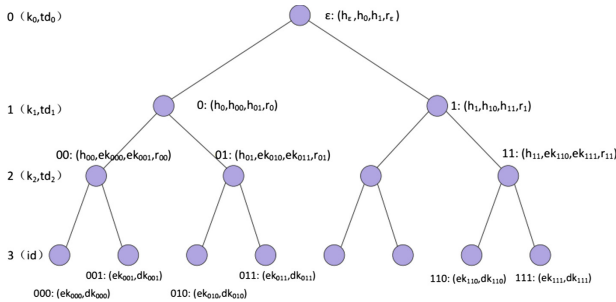 0 (k₀,td₀)
ε: (hε,h₀,h₁,rε)
1 (k₁,td₁)
0: (h₀,h₀₀,h₀₁,r₀)
1: (h₁,h₁₀,h₁₁,r₁)
00: (h₀₀,ek₀₀₀,ek₀₀₁,r₀₀)
01: (h₀₁,ek₀₁₀,ek₀₁₁,r₀₁)
11: (h₁₁,ek₁₁₀,ek₁₁₁,r₁₁)
2 (k₂,td₂)
3 (id)
001: (ek₀₀₁,dk₀₀₁)
011: (ek₀₁₁,dk₀₁₁)
110: (ek₁₁₀,dk₁₁₀)
111: (ek₁₁₁,dk₁₁₁)
000: (ek₀₀₀,dk₀₀₀)
010: (ek₀₁₀,dk₀₁₀)